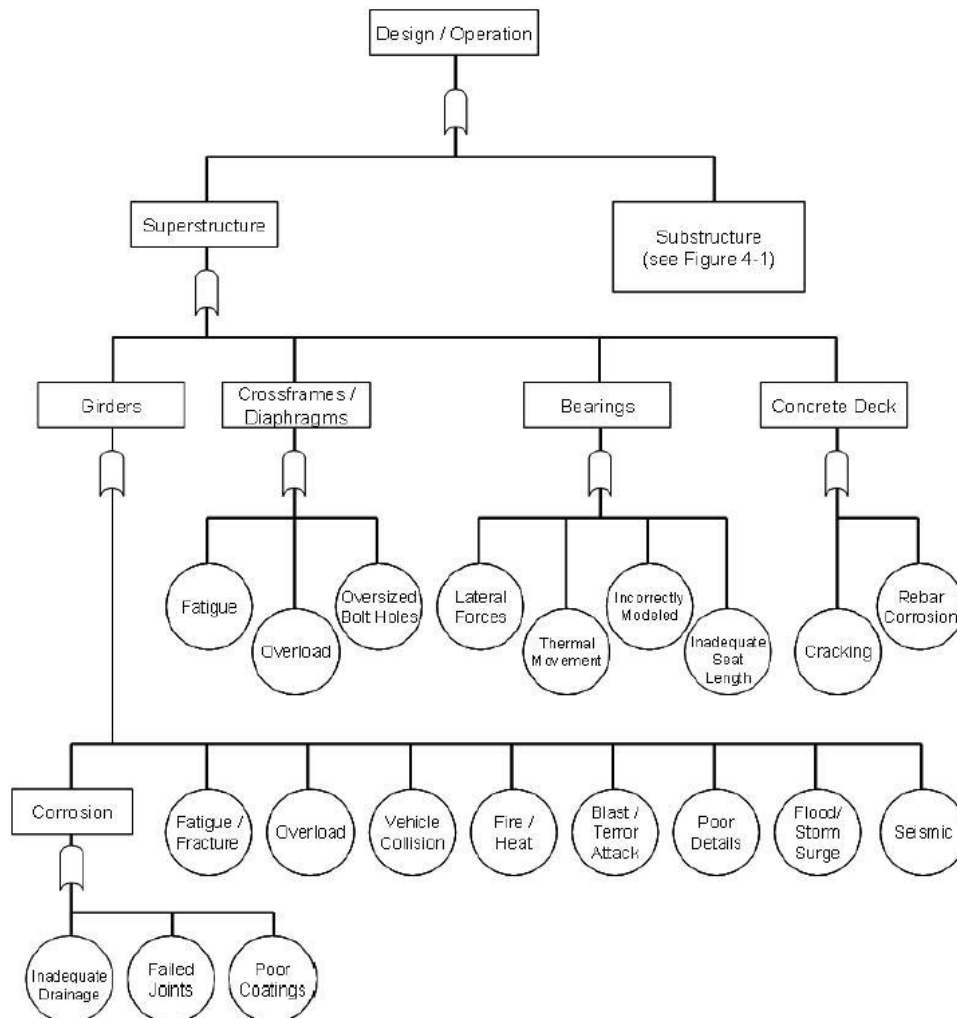 Design / Operation
Superstructure
Substructure
(see Figure 4-1)
Girders
Crossframes /
Diaphragms
Bearings
Concrete Deck
Fatigue
Overload
Oversized
Bolt Holes
Lateral
Forces
Thermal
Movement
Incorrectly
Modeled
Inadequate
Seat
Length
Cracking
Rebar
Corrosion
Corrosion
Fatigue /
Fracture
Overload
Vehicle
Collision
Fire /
Heat
Blast /
Terror
Attack
Poor
Details
Flood/
Storm
Surge
Seismic
Inadequate
Drainage
Failed
Joints
Poor
Coatings